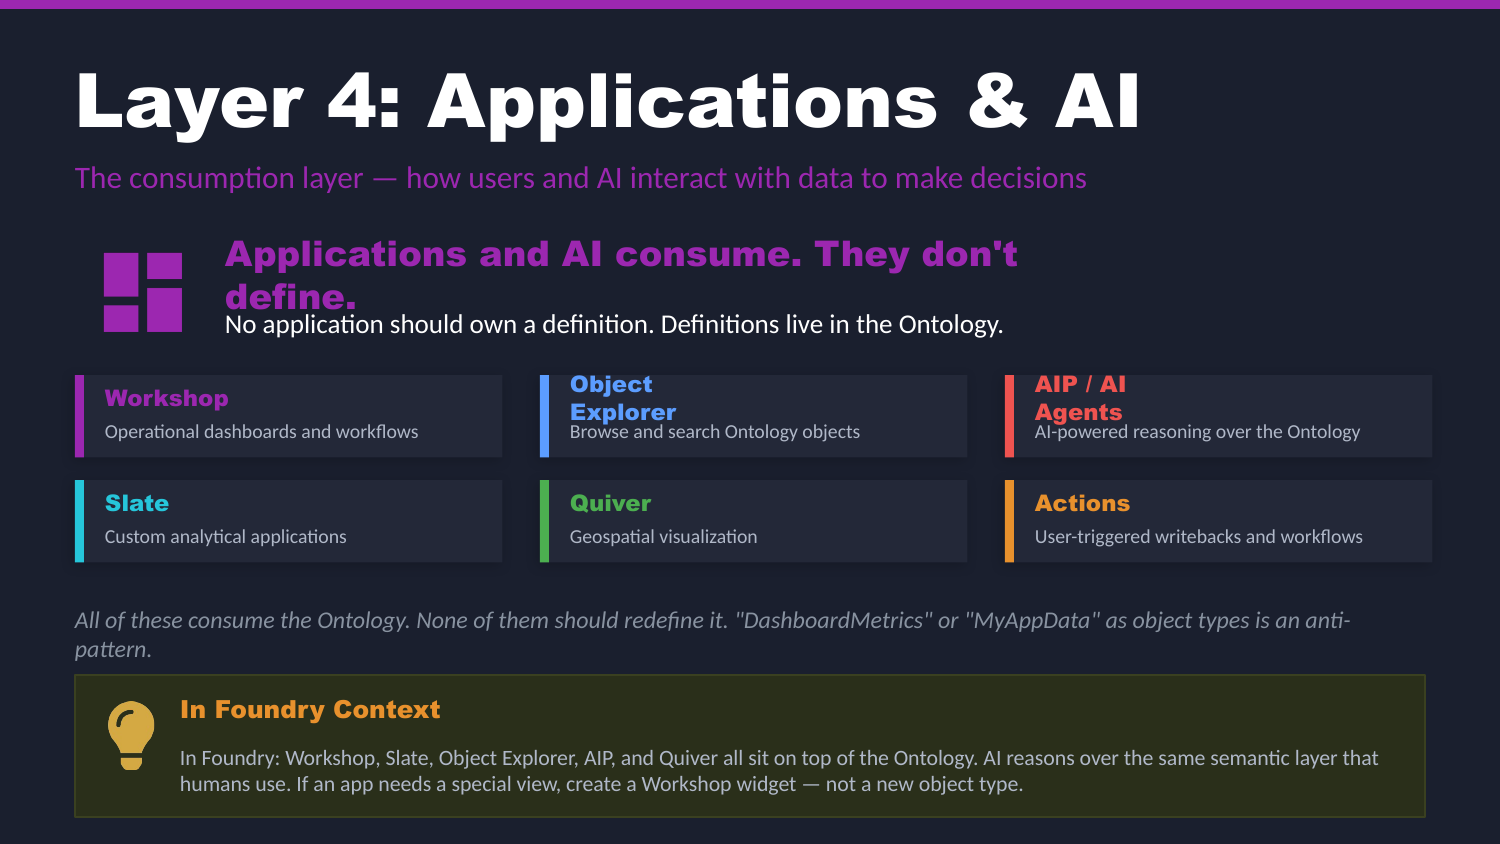 Layer 4: Applications & AI
The consumption layer — how users and AI interact with data to make decisions
Applications and AI consume. They don't
define.
No application should own a definition. Definitions live in the Ontology.
Workshop
Operational dashboards and workflows
Object
Explorer
Browse and search Ontology objects
AIP / AI
Agents
AI-powered reasoning over the Ontology
Slate
Custom analytical applications
Quiver
Geospatial visualization
Actions
User-triggered writebacks and workflows
All of these consume the Ontology. None of them should redefine it. "DashboardMetrics" or "MyAppData" as object types is an anti-
pattern.
In Foundry Context
In Foundry: Workshop, Slate, Object Explorer, AIP, and Quiver all sit on top of the Ontology. AI reasons over the same semantic layer that
humans use. If an app needs a special view, create a Workshop widget — not a new object type.